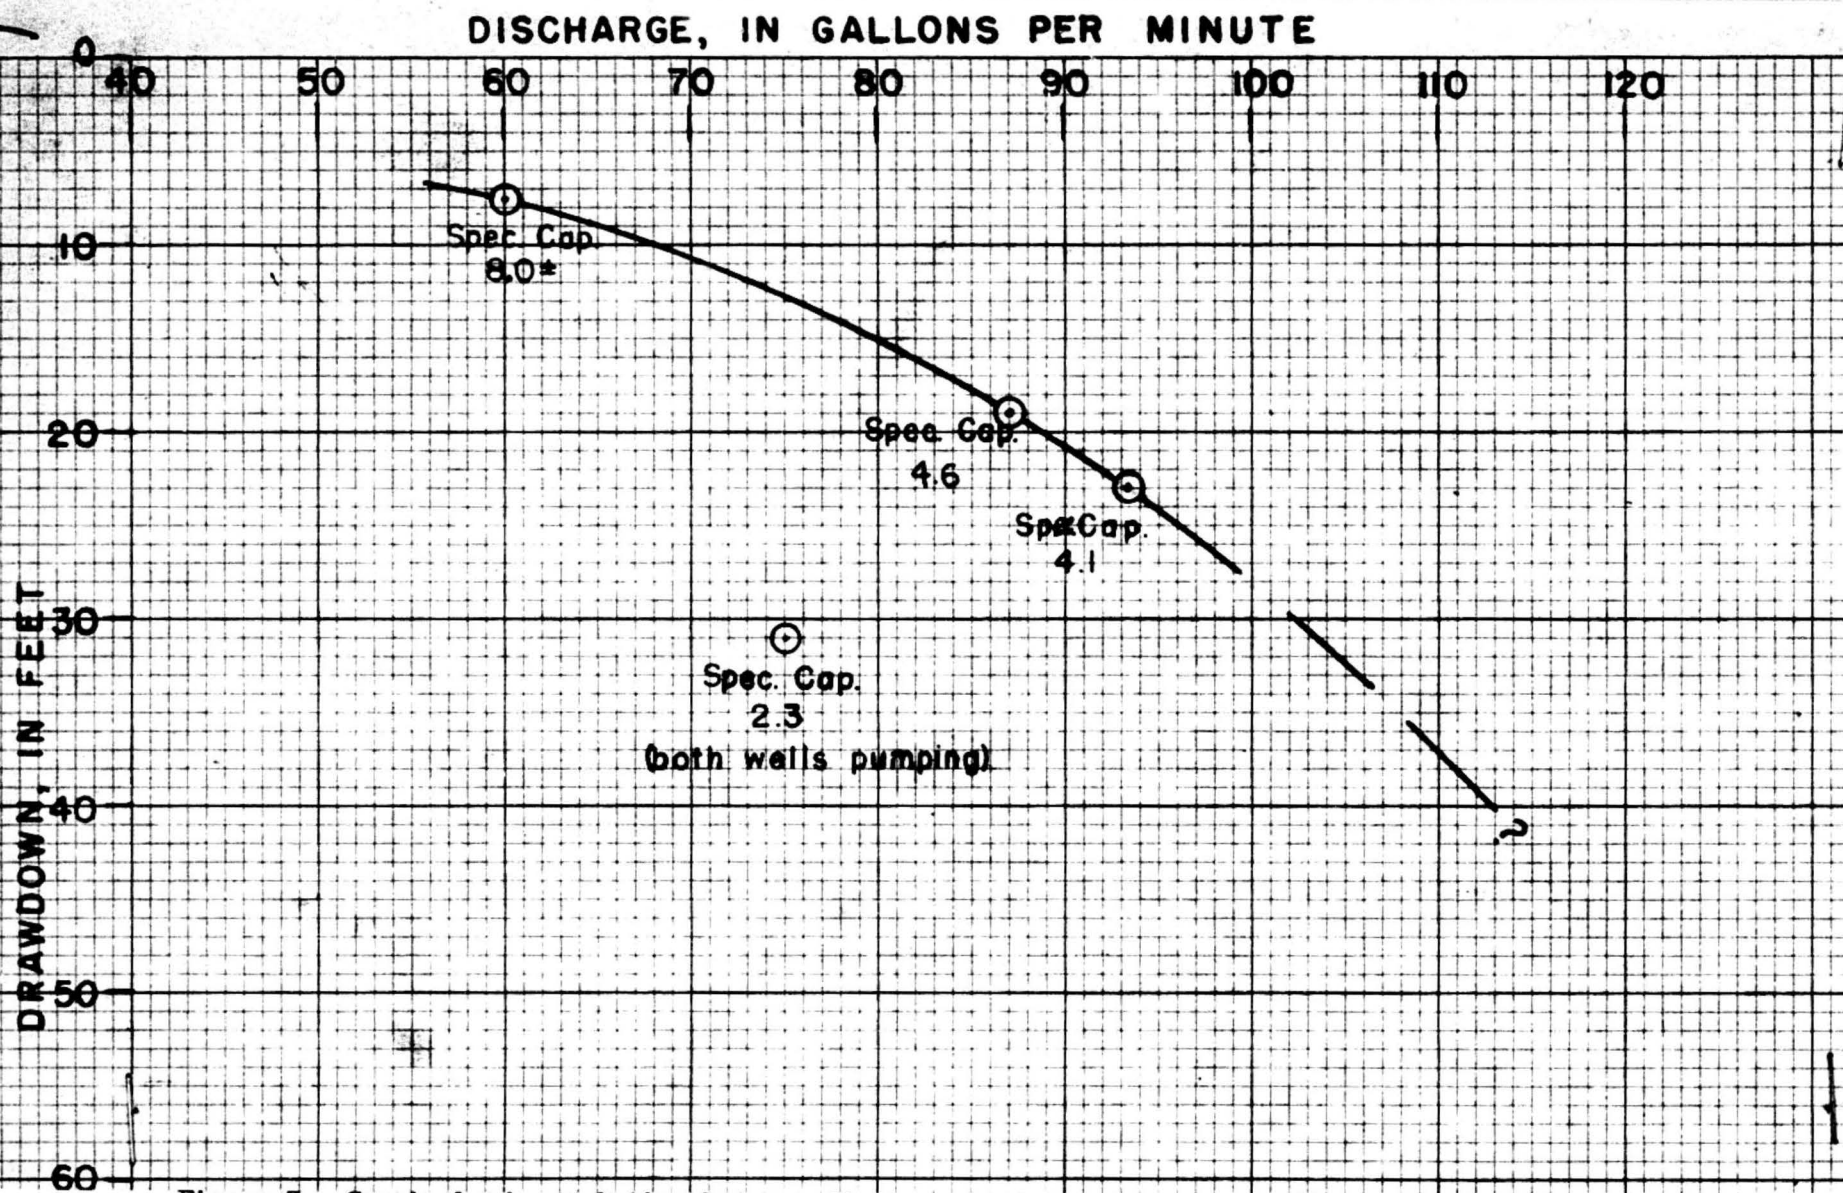 DISCHARGE, IN GALLONS PER MINUTE
0
40 50 60 70 80 90 100 110 120
Spec. Cap.
8.0±
10
20
Spec. Cap.
4.6
Spec Cap.
4.1
30
Spec. Cap.
2.3
(both wells pumping)
40
?
50
60
DRAWDOWN, IN FEET